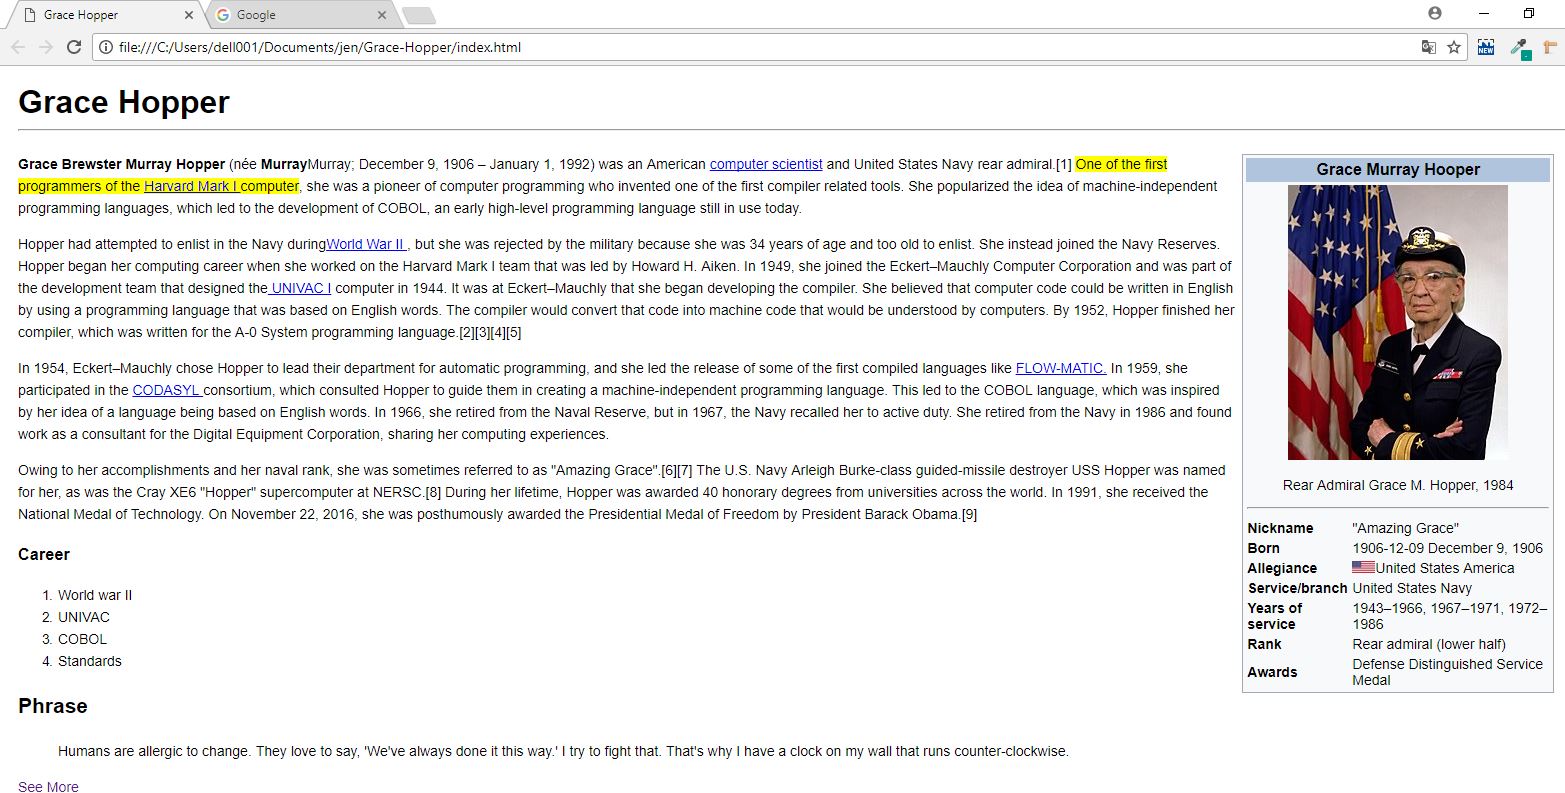 Grace Hopper
Google
file:///C:/Users/dell001/Documents/jen/Grace-Hopper/index.html
NEW
Grace Hopper
Grace Brewster Murray Hopper (née MurrayMurray; December 9, 1906 – January 1, 1992) was an American computer scientist and United States Navy rear admiral.[1] One of the first
programmers of the Harvard Mark I computer, she was a pioneer of computer programming who invented one of the first compiler related tools. She popularized the idea of machine-independent
programming languages, which led to the development of COBOL, an early high-level programming language still in use today.
Hopper had attempted to enlist in the Navy duringWorld War II , but she was rejected by the military because she was 34 years of age and too old to enlist. She instead joined the Navy Reserves.
Hopper began her computing career when she worked on the Harvard Mark I team that was led by Howard H. Aiken. In 1949, she joined the Eckert–Mauchly Computer Corporation and was part of
the development team that designed the UNIVAC I computer in 1944. It was at Eckert–Mauchly that she began developing the compiler. She believed that computer code could be written in English
by using a programming language that was based on English words. The compiler would convert that code into machine code that would be understood by computers. By 1952, Hopper finished her
compiler, which was written for the A-0 System programming language.[2][3][4][5]
In 1954, Eckert–Mauchly chose Hopper to lead their department for automatic programming, and she led the release of some of the first compiled languages like FLOW-MATIC. In 1959, she
participated in the CODASYL consortium, which consulted Hopper to guide them in creating a machine-independent programming language. This led to the COBOL language, which was inspired
by her idea of a language being based on English words. In 1966, she retired from the Naval Reserve, but in 1967, the Navy recalled her to active duty. She retired from the Navy in 1986 and found
work as a consultant for the Digital Equipment Corporation, sharing her computing experiences.
Owing to her accomplishments and her naval rank, she was sometimes referred to as "Amazing Grace".[6][7] The U.S. Navy Arleigh Burke-class guided-missile destroyer USS Hopper was named
for her, as was the Cray XE6 "Hopper" supercomputer at NERSC.[8] During her lifetime, Hopper was awarded 40 honorary degrees from universities across the world. In 1991, she received the
National Medal of Technology. On November 22, 2016, she was posthumously awarded the Presidential Medal of Freedom by President Barack Obama.[9]
Career
1. World war II
2. UNIVAC
3. COBOL
4. Standards
Phrase
Humans are allergic to change. They love to say, 'We've always done it this way.' I try to fight that. That's why I have a clock on my wall that runs counter-clockwise.
See More
Grace Murray Hooper
Rear Admiral Grace M. Hopper, 1984
Nickname "Amazing Grace"
Born 1906-12-09 December 9, 1906
Allegiance United States America
Service/branch United States Navy
Years of service 1943–1966, 1967–1971, 1972–
1986
Rank Rear admiral (lower half)
Awards Defense Distinguished Service
Medal